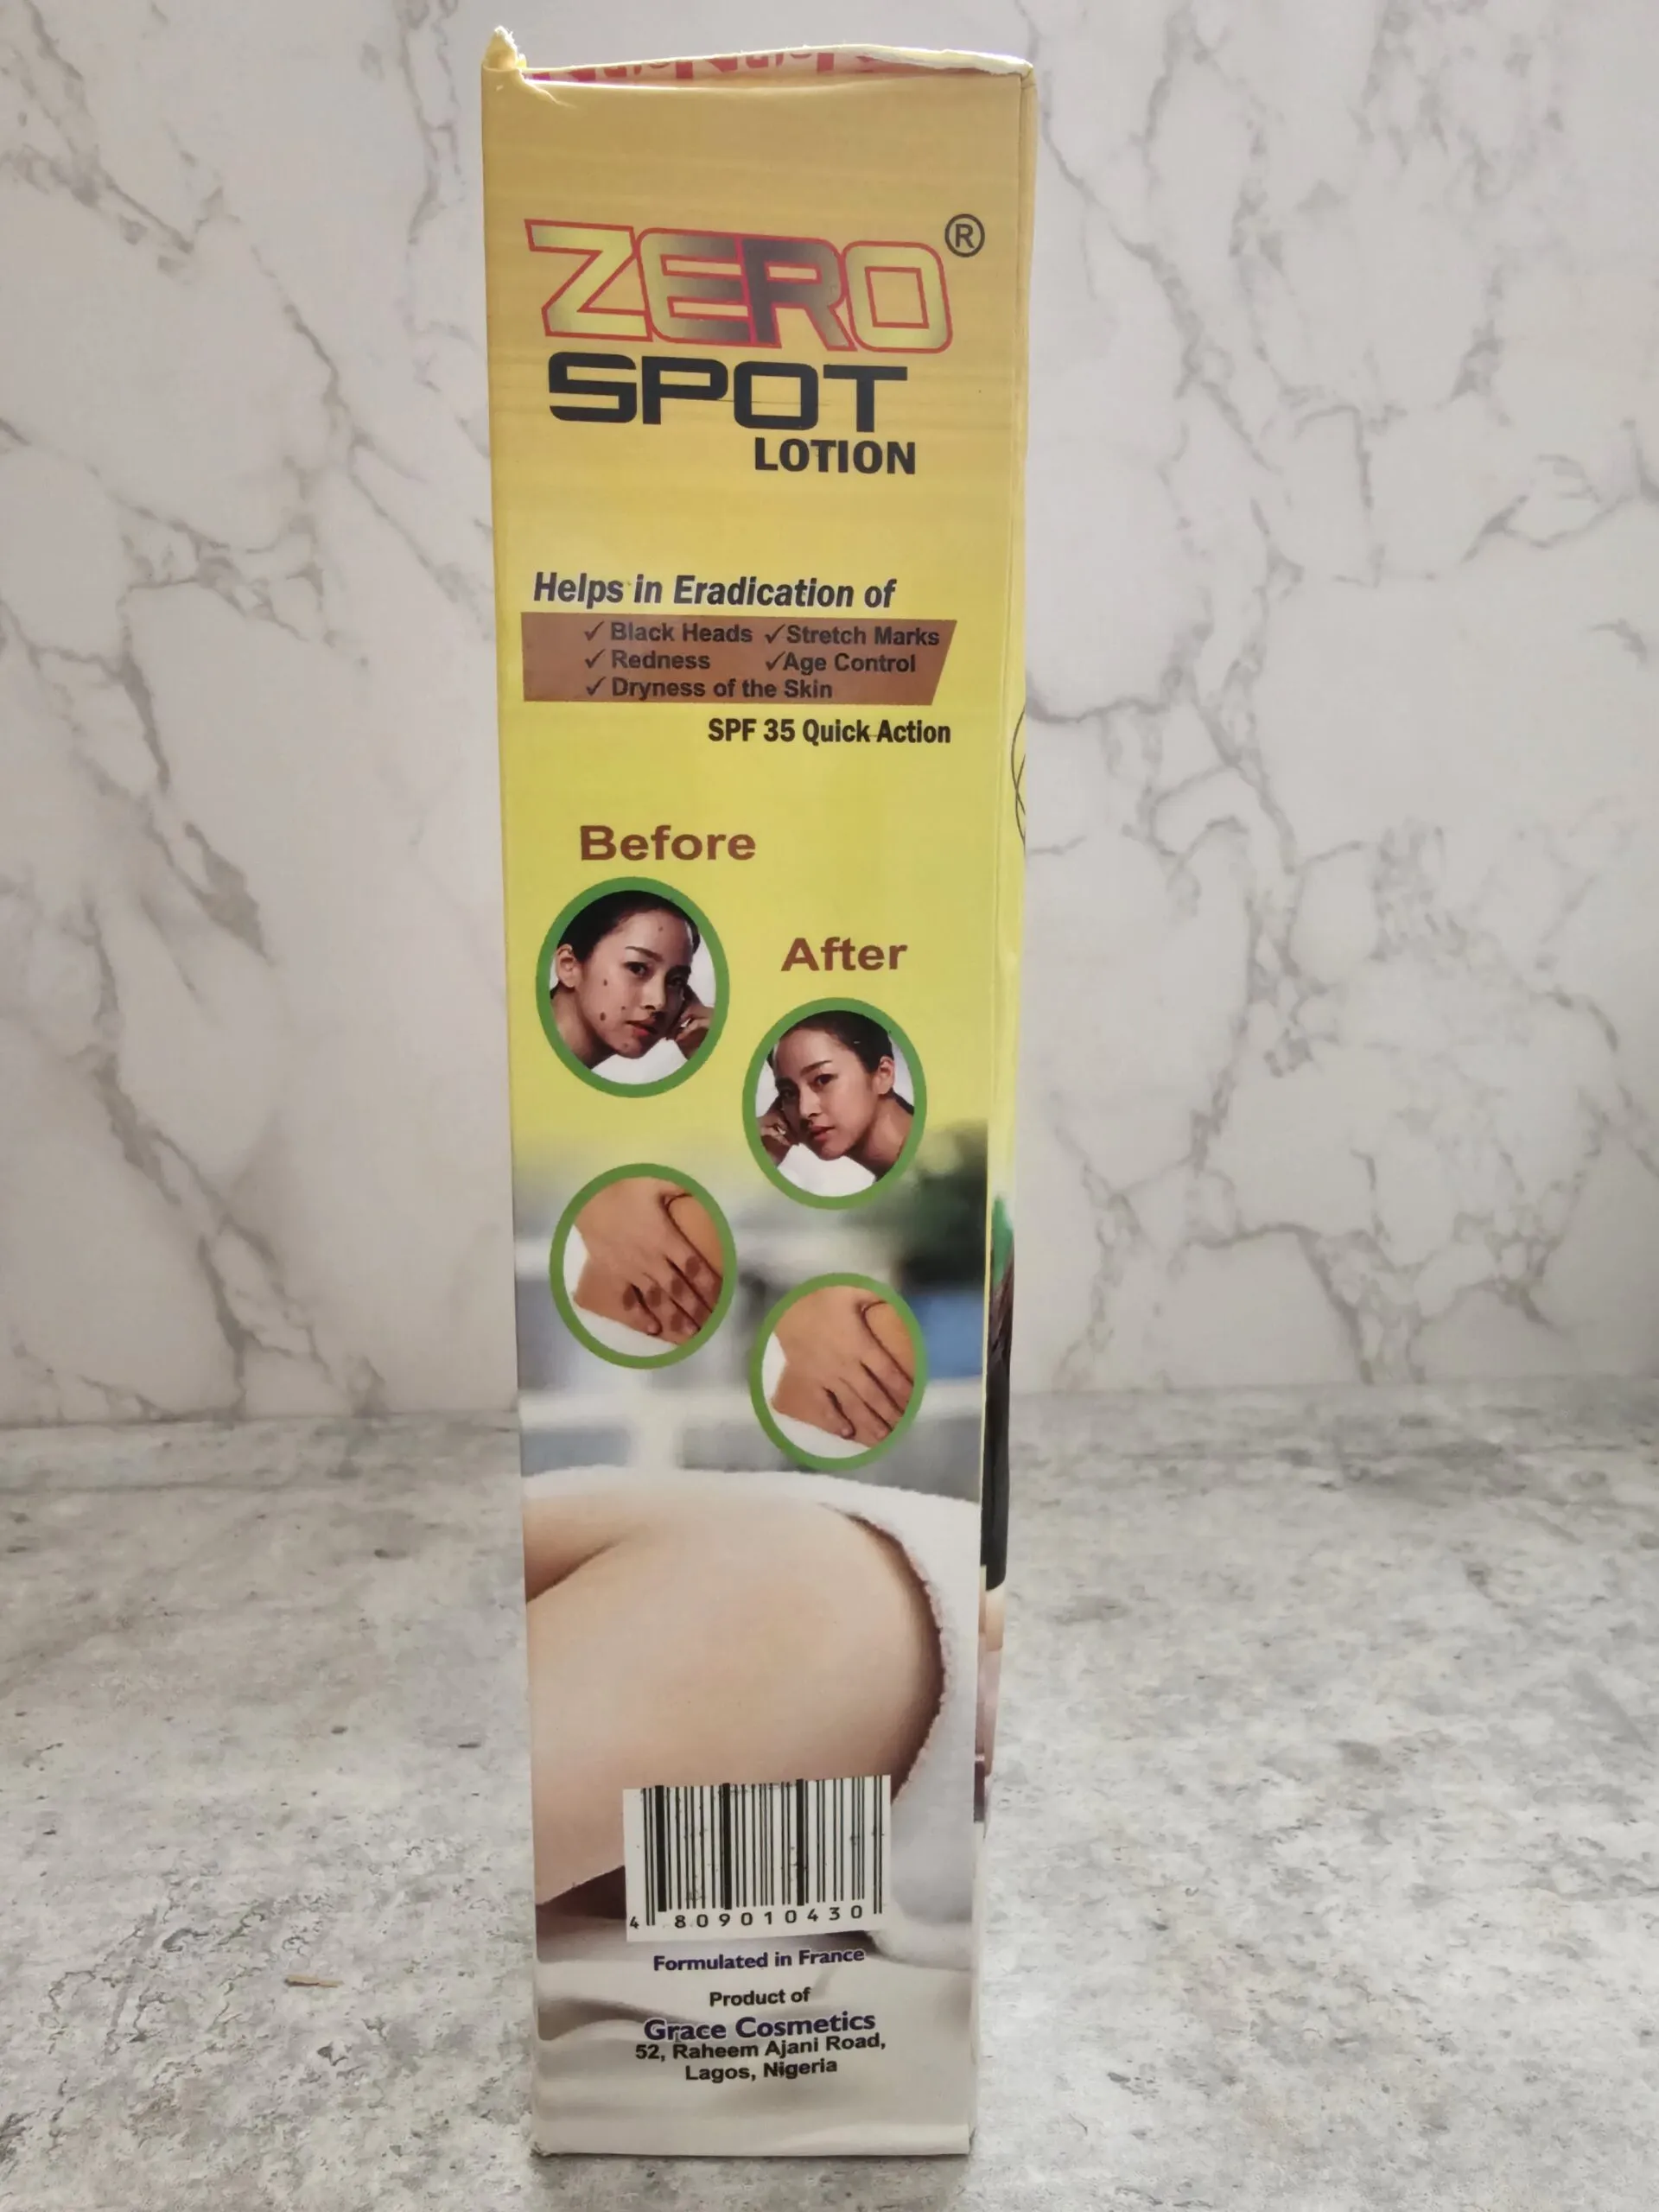 ZERO®
SPOT
LOTION
Helps in Eradication of
✓ Black Heads ✓Stretch Marks
✓ Redness ✓Age Control
✓ Dryness of the Skin
SPF 35 Quick Action
Before
After
4 809010430
Formulated in France
Product of
Grace Cosmetics
52, Raheem Ajani Road,
Lagos, Nigeria